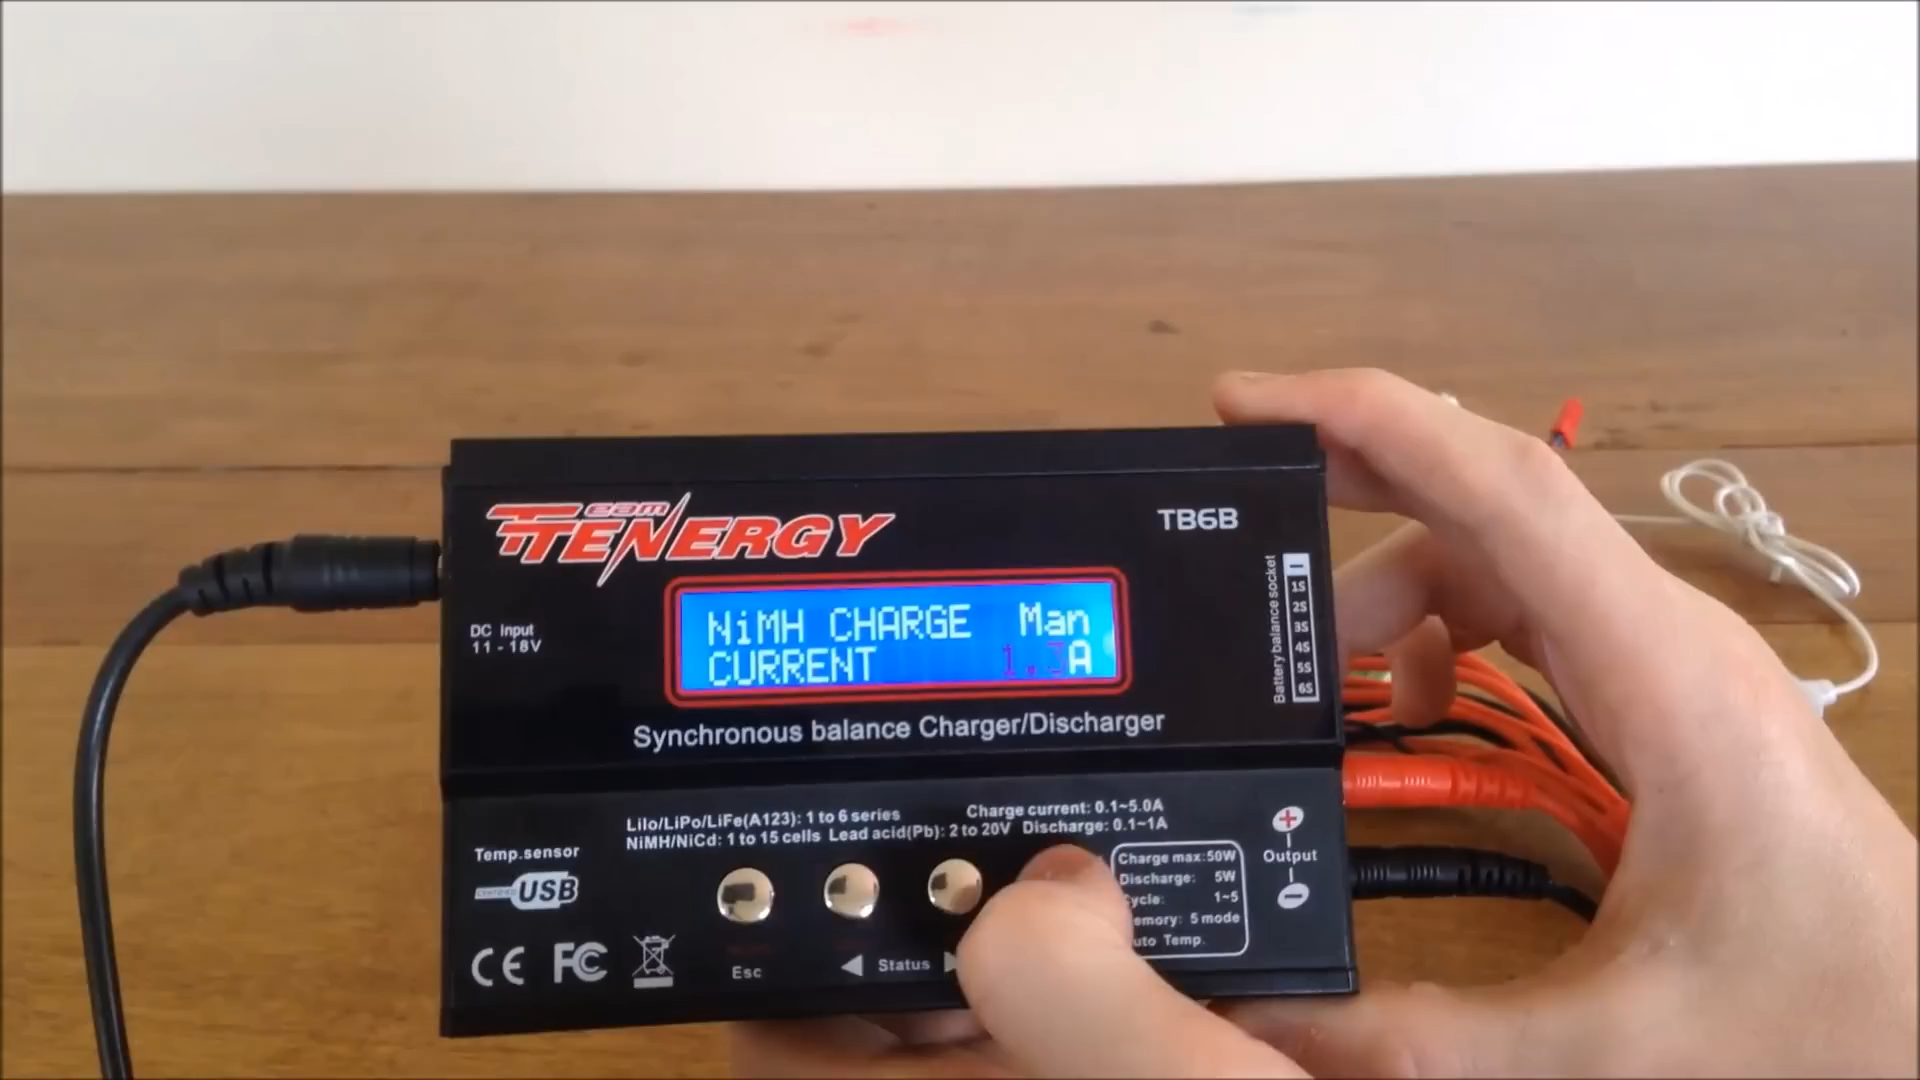 Team TENERGY
TB6B
DC input
11 - 18V
NiMH CHARGE Man
CURRENT A
Battery balance socket
1S
2S
3S
4S
5S
6S
Synchronous balance Charger/Discharger
LiIo/LiPo/LiFe(A123): 1 to 6 series
Charge current: 0.1~5.0A
NiMH/NiCd: 1 to 15 cells Lead acid(Pb): 2 to 20V Discharge: 0.1~1A
Temp.sensor
USB
CE FC
Esc
◀ Status ▶
Charge max:50W
Discharge: 5W
ycle: 1~5
emory: 5 mode
uto Temp.
+
Output
−